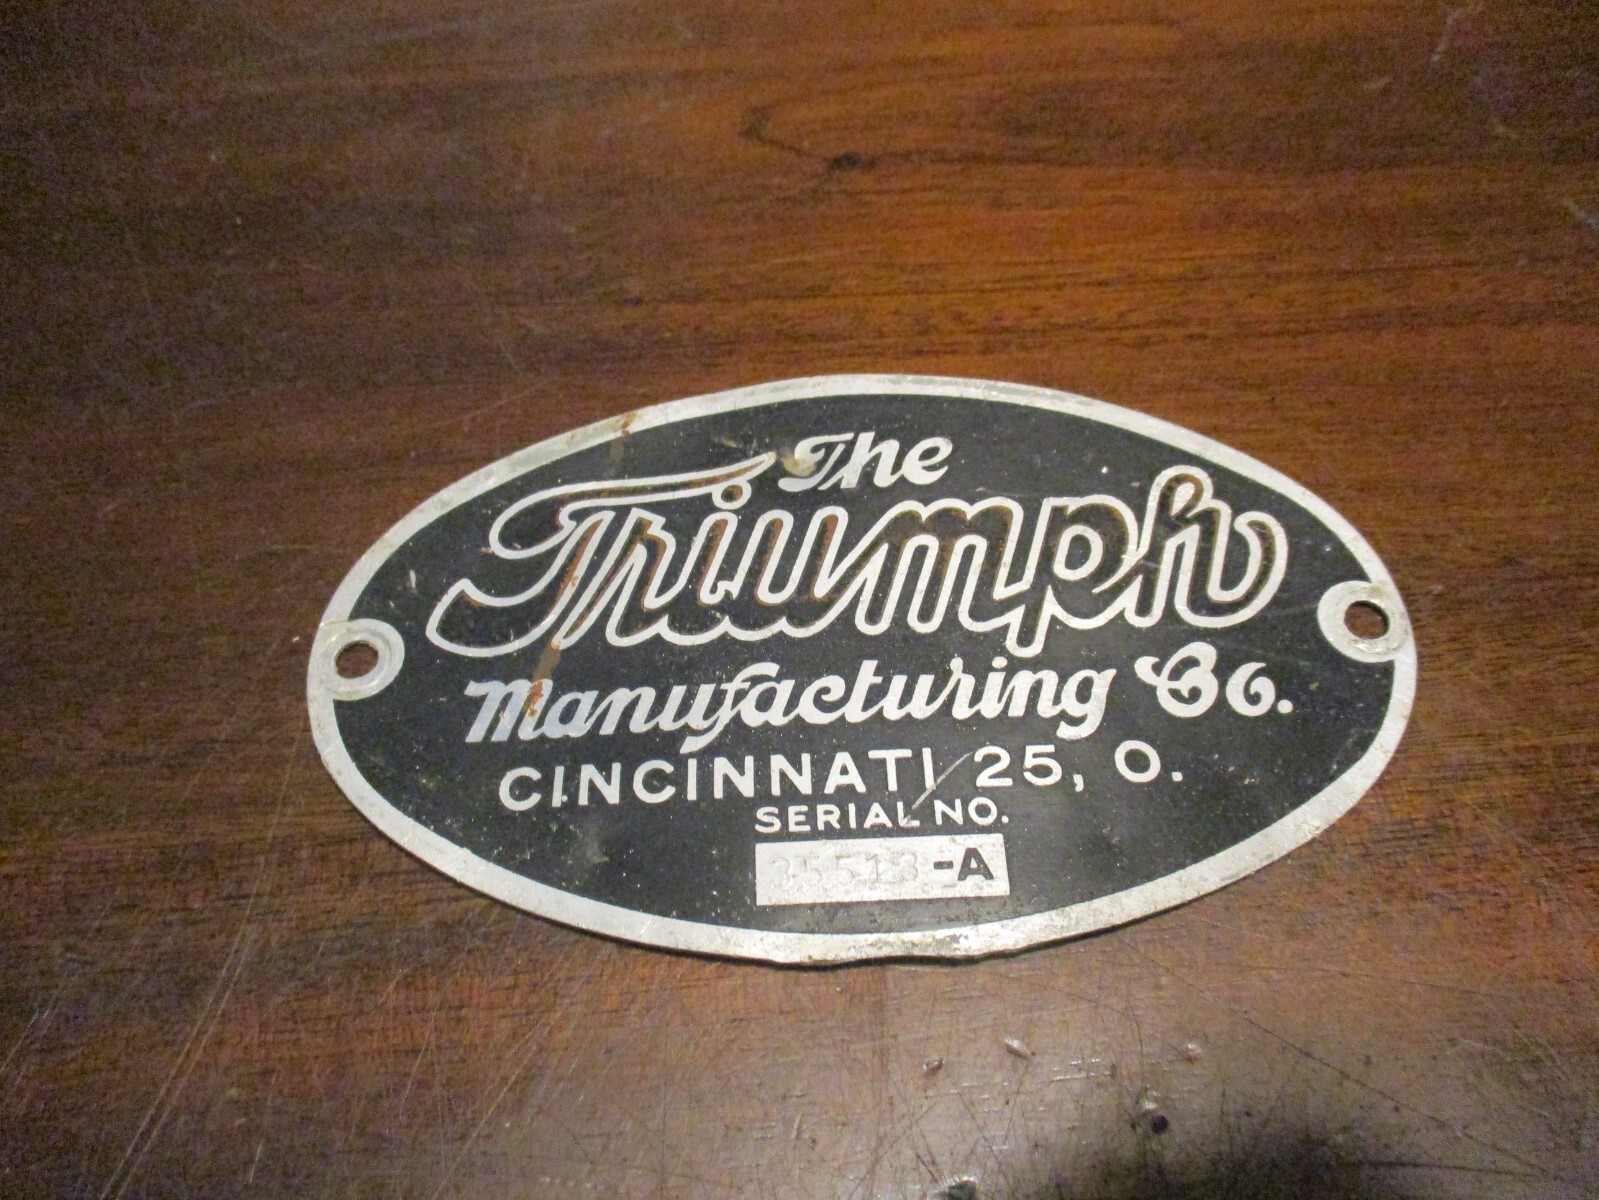 The
Triumph
Manufacturing Co.
CINCINNATI 25, O.
SERIAL NO.
35513-A